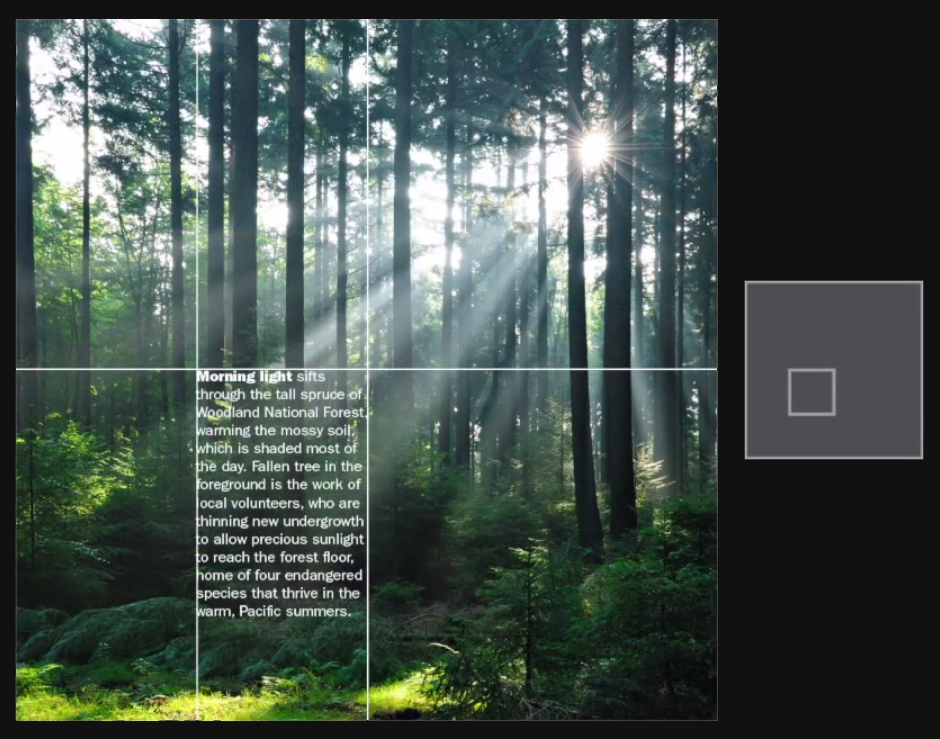 Morning light sifts
through the tall spruce of
Woodland National Forest,
warming the mossy soil,
which is shaded most of
the day. Fallen tree in the
foreground is the work of
local volunteers, who are
thinning new undergrowth
to allow precious sunlight
to reach the forest floor,
home of four endangered
species that thrive in the
warm, Pacific summers.